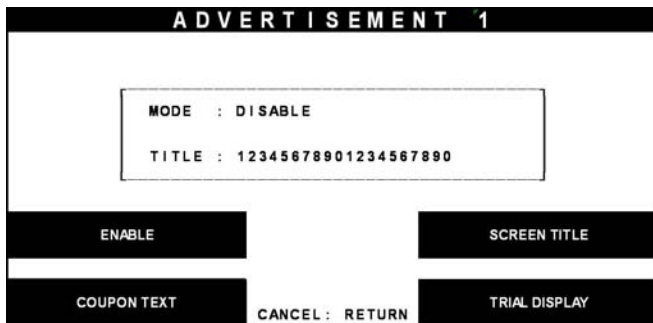 ADVERTISEMENT 1
MODE : DISABLE
TITLE : 12345678901234567890
ENABLE
SCREEN TITLE
COUPON TEXT
CANCEL: RETURN
TRIAL DISPLAY